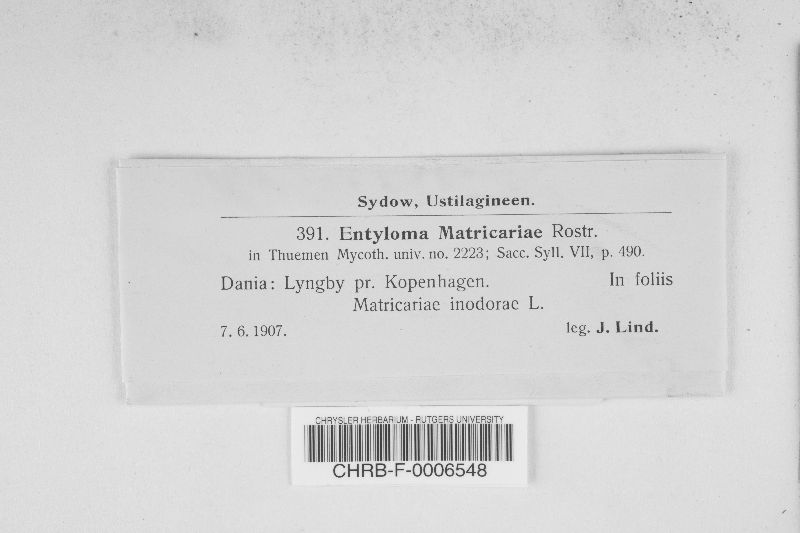 Sydow, Ustilagineen.
391. Entyloma Matricariae Rostr.
in Thuemen Mycoth. univ. no. 2223; Sacc. Syll. VII, p. 490.
Dania: Lyngby pr. Kopenhagen. In foliis
Matricariae inodorae L.
7. 6. 1907. leg. J. Lind.
CHRYSLER HERBARIUM - RUTGERS UNIVERSITY
CHRB-F-0006548